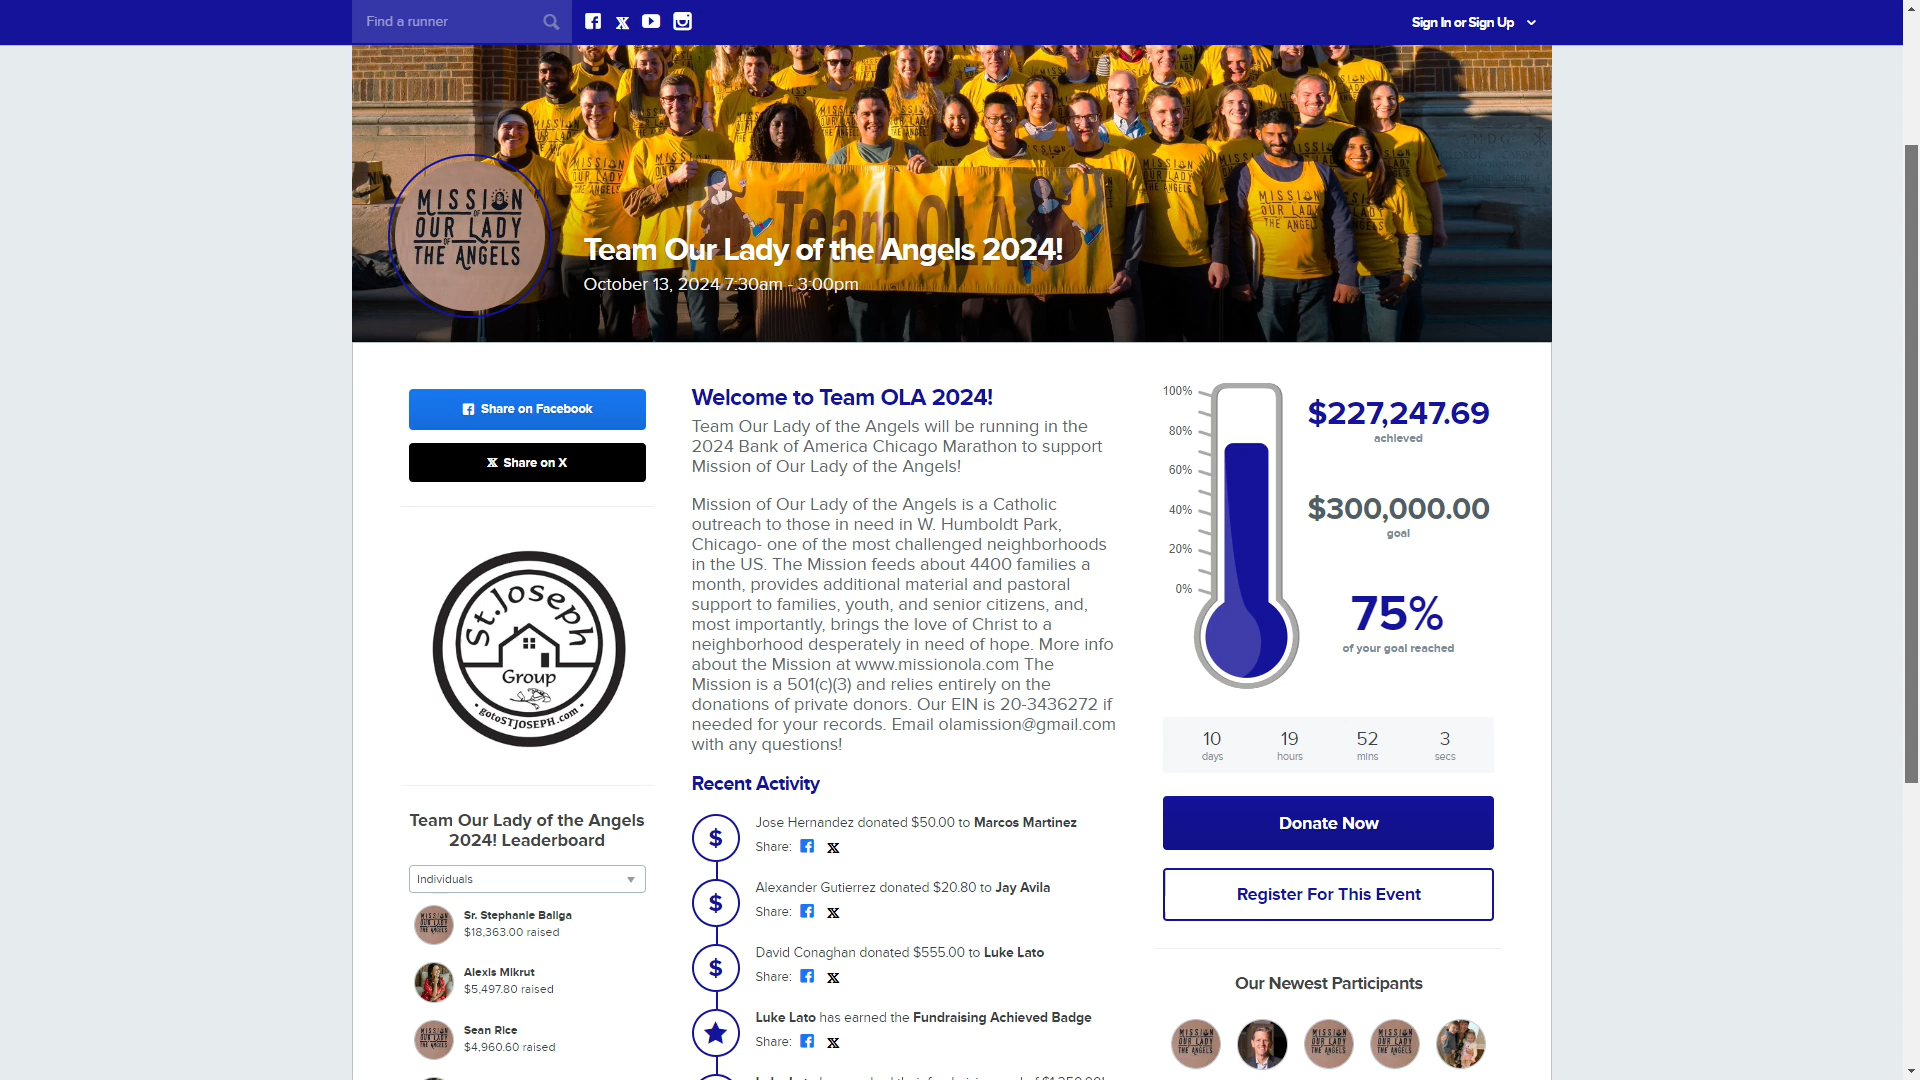 Find a runner
Sign In or Sign Up
MISSION
OF
OUR LADY
OF
THE ANGELS
Team OLA
Team Our Lady of the Angels 2024!
October 13, 2024 7:30am - 3:00pm
Share on Facebook
X Share on X
St. Joseph
Group
• gotoSTJOSEPH.com •
Team Our Lady of the Angels
2024! Leaderboard
Individuals
Sr. Stephanie Baliga
$18,363.00 raised
Alexis Mikrut
$5,497.80 raised
Sean Rice
$4,960.60 raised
Welcome to Team OLA 2024!
Team Our Lady of the Angels will be running in the
2024 Bank of America Chicago Marathon to support
Mission of Our Lady of the Angels!
Mission of Our Lady of the Angels is a Catholic
outreach to those in need in W. Humboldt Park,
Chicago- one of the most challenged neighborhoods
in the US. The Mission feeds about 4400 families a
month, provides additional material and pastoral
support to families, youth, and senior citizens, and,
most importantly, brings the love of Christ to a
neighborhood desperately in need of hope. More info
about the Mission at www.missionola.com The
Mission is a 501(c)(3) and relies entirely on the
donations of private donors. Our EIN is 20-3436272 if
needed for your records. Email olamission@gmail.com
with any questions!
Recent Activity
$ Jose Hernandez donated $50.00 to Marcos Martinez
Share: X
$ Alexander Gutierrez donated $20.80 to Jay Avila
Share: X
$ David Conaghan donated $555.00 to Luke Lato
Share: X
Luke Lato has earned the Fundraising Achieved Badge
Share: X
100%
80%
60%
40%
20%
0%
$227,247.69
achieved
$300,000.00
goal
75%
of your goal reached
10 19 52 3
days hours mins secs
Donate Now
Register For This Event
Our Newest Participants